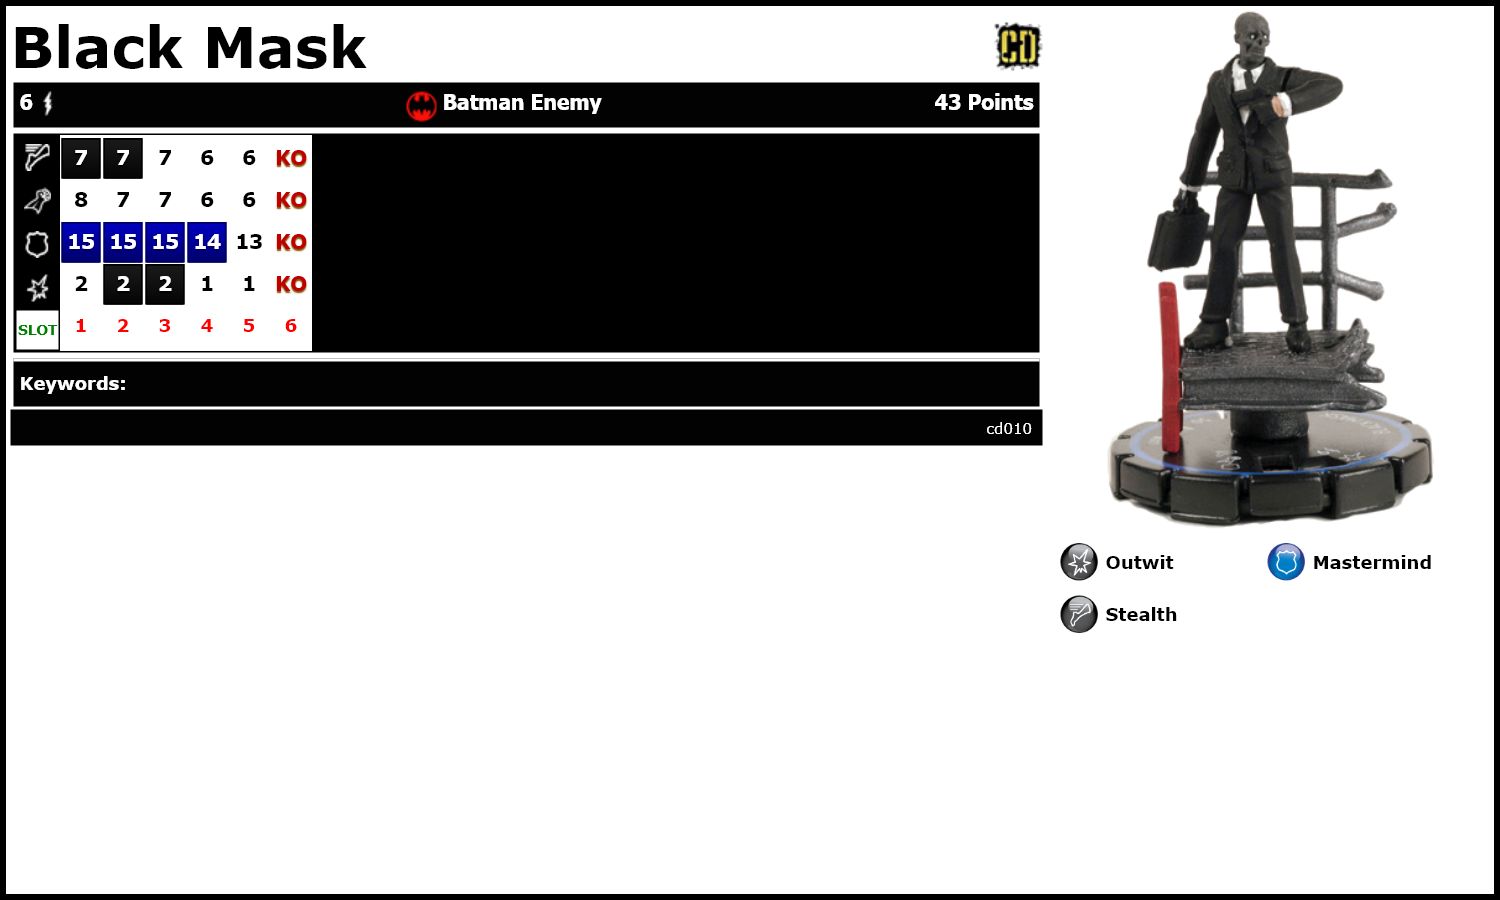 Black Mask
CD
6 Batman Enemy 43 Points
7 7 7 6 6 KO
8 7 7 6 6 KO
15 15 15 14 13 KO
2 2 2 1 1 KO
SLOT 1 2 3 4 5 6
Keywords:
cd010
Outwit Mastermind
Stealth